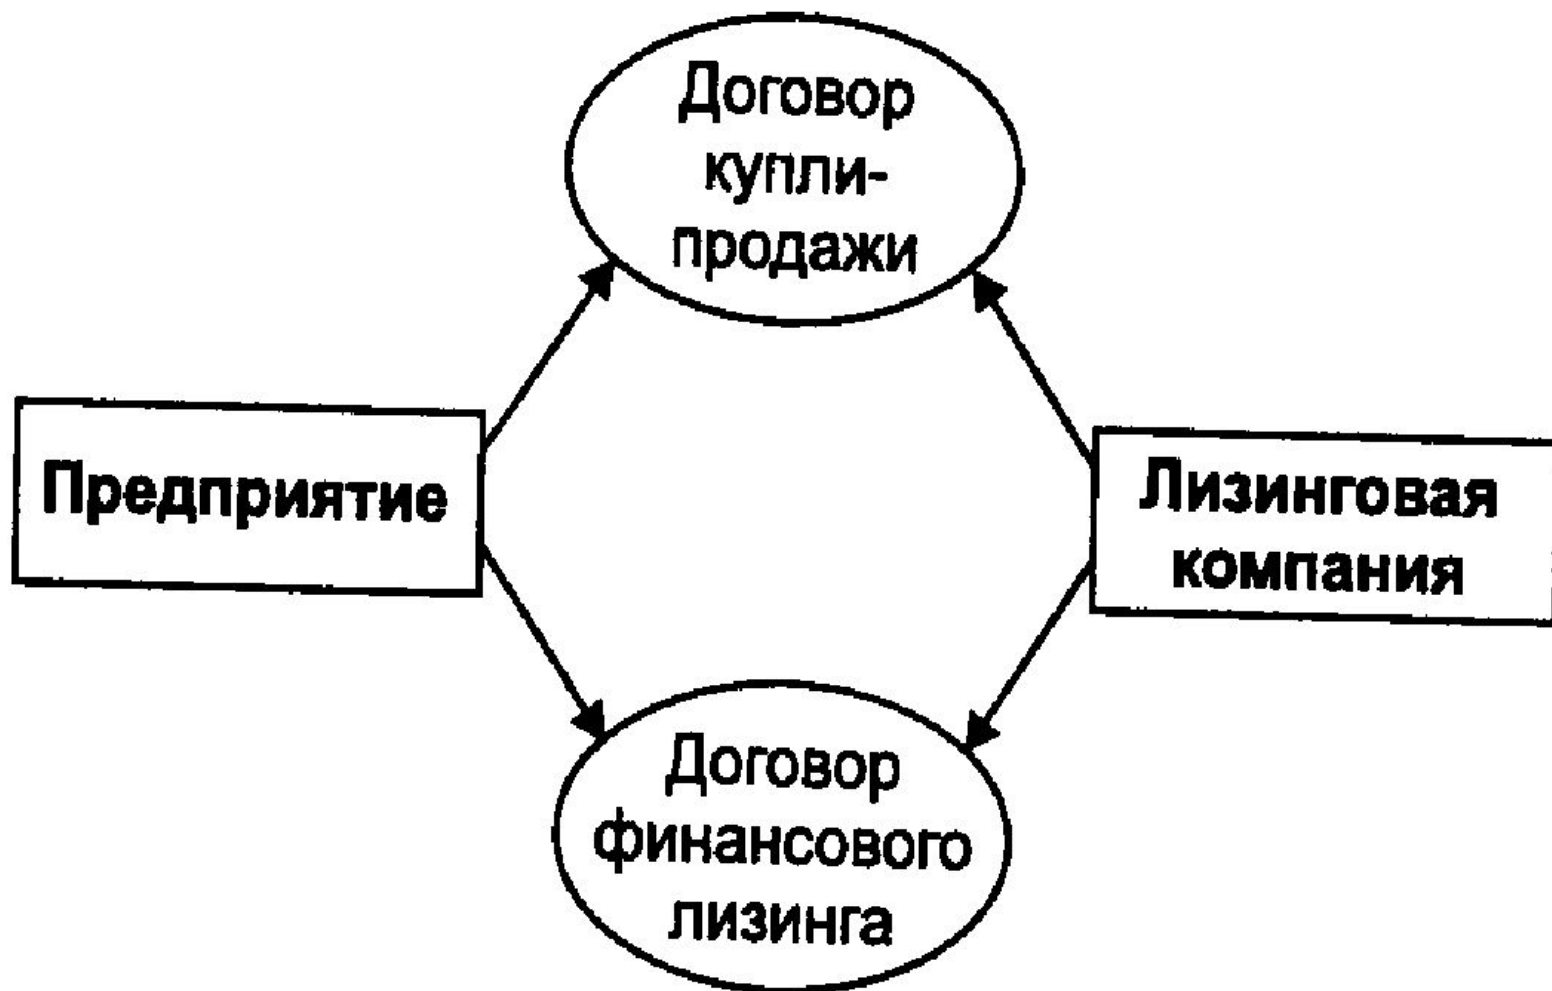 Договор
купли-
продажи
Предприятие
Лизинговая
компания
Договор
финансового
лизинга